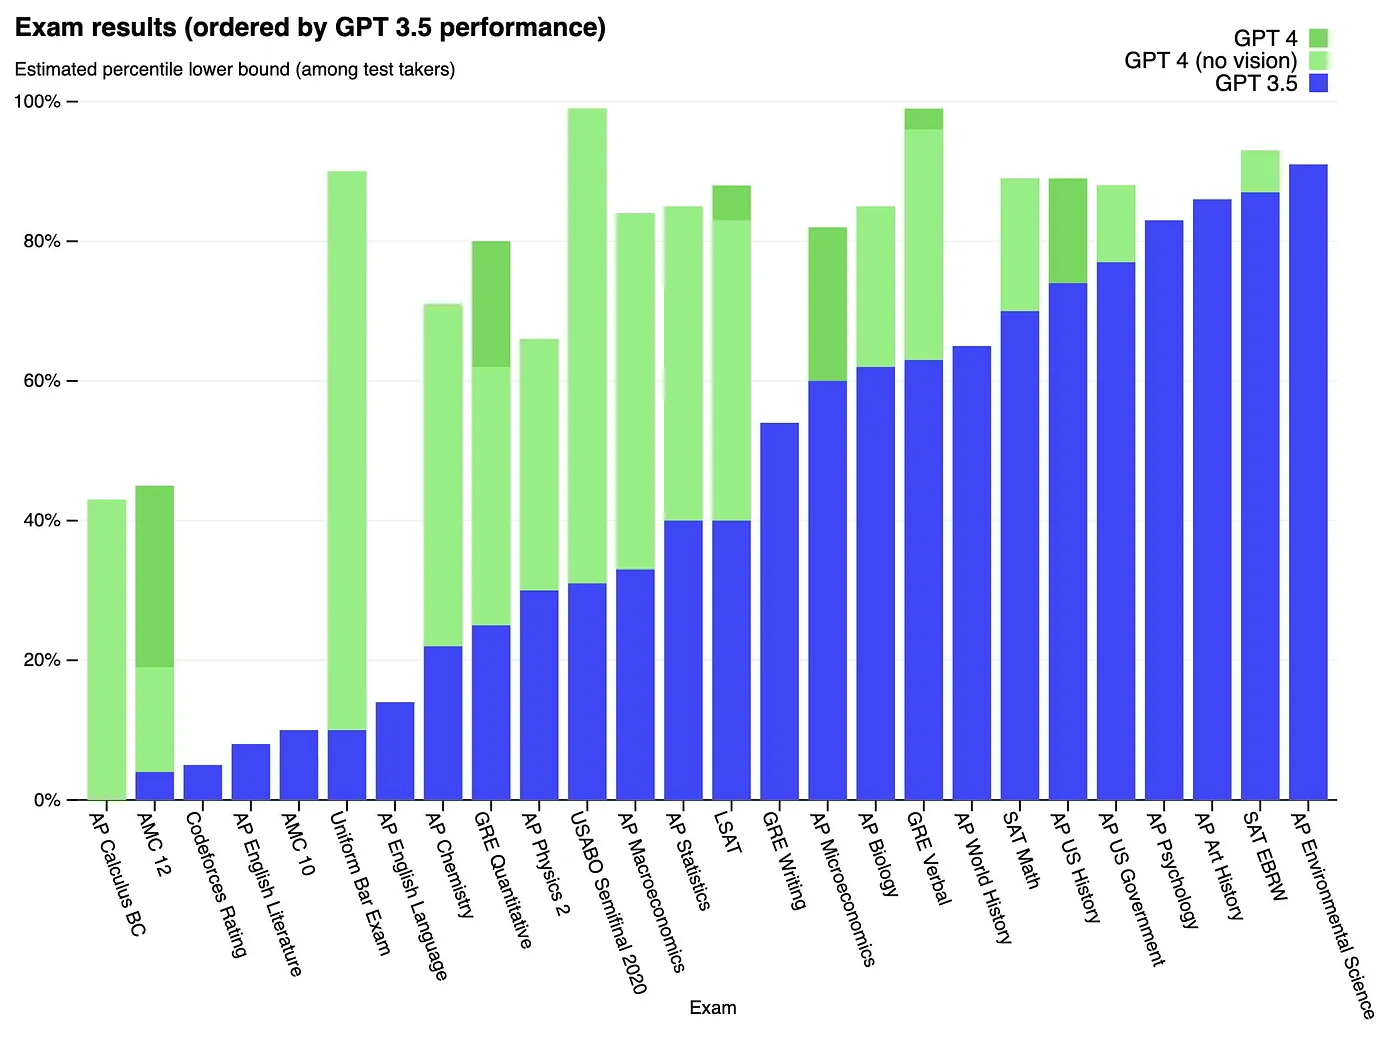 Exam results (ordered by GPT 3.5 performance)
Estimated percentile lower bound (among test takers)
GPT 4
GPT 4 (no vision)
GPT 3.5
100%
80%
60%
40%
20%
0%
AP Calculus BC
AMC 12
Codeforces Rating
AP English Literature
AMC 10
Uniform Bar Exam
AP English Language
AP Chemistry
GRE Quantitative
AP Physics 2
USABO Semifinal 2020
AP Macroeconomics
AP Statistics
LSAT
GRE Writing
AP Microeconomics
AP Biology
GRE Verbal
AP World History
SAT Math
AP US History
AP US Government
AP Psychology
AP Art History
SAT EBRW
AP Environmental Science
Exam